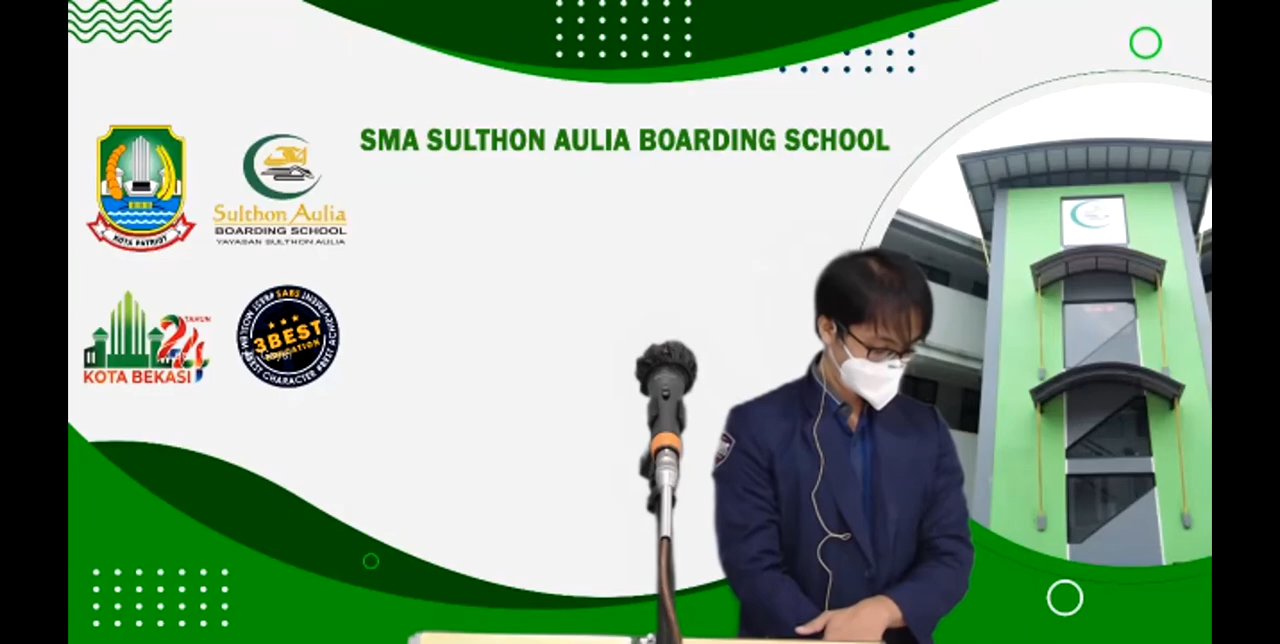 SMA SULTHON AULIA BOARDING SCHOOL
KOTA PATRIOT
Sulthon Aulia
BOARDING SCHOOL
YAYASAN SULTHON AULIA
24
TAHUN
KOTA BEKASI
3BEST
EDUCATION